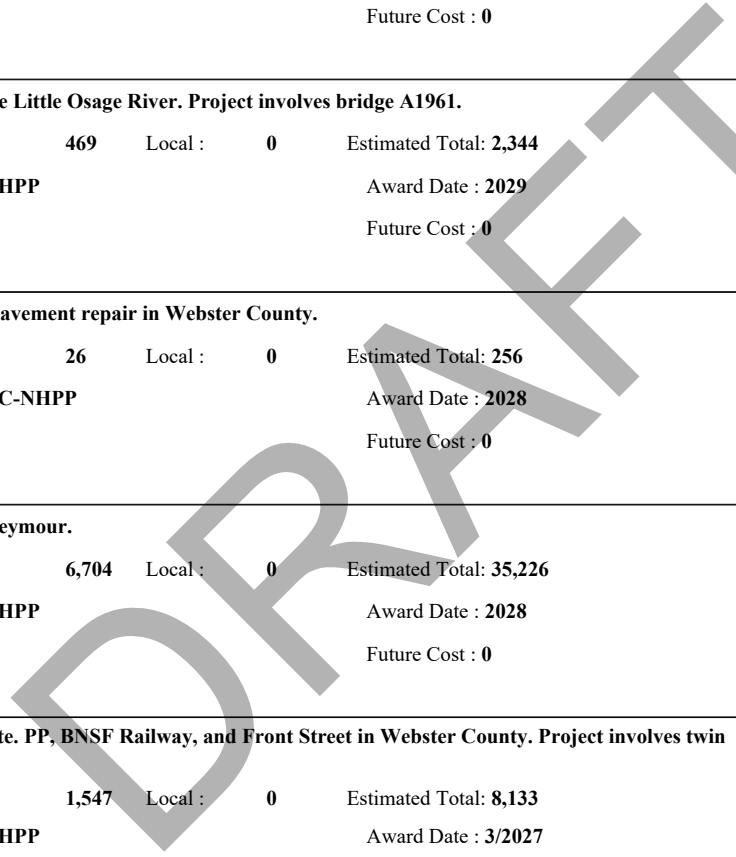 Future Cost : 0
e Little Osage River. Project involves bridge A1961.
469 Local : 0 Estimated Total: 2,344
HPP Award Date : 2029
Future Cost : 0
avement repair in Webster County.
26 Local : 0 Estimated Total: 256
C-NHPP Award Date : 2028
Future Cost : 0
eymour.
6,704 Local : 0 Estimated Total: 35,226
HPP Award Date : 2028
Future Cost : 0
te. PP, BNSF Railway, and Front Street in Webster County. Project involves twin
1,547 Local : 0 Estimated Total: 8,133
HPP Award Date : 3/2027
DRAFT